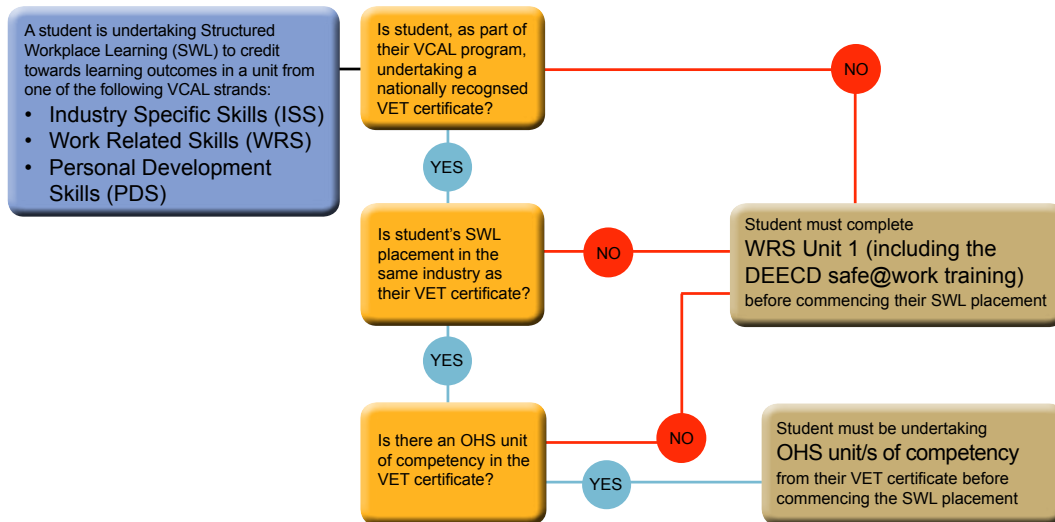 A student is undertaking Structured
Workplace Learning (SWL) to credit
towards learning outcomes in a unit from
one of the following VCAL strands:
• Industry Specific Skills (ISS)
• Work Related Skills (WRS)
• Personal Development
Skills (PDS)
Is student, as part of
their VCAL program,
undertaking a
nationally recognsed
VET certificate?
NO
YES
Is student’s SWL
placement in the
same industry as
their VET certificate?
NO
Student must complete
WRS Unit 1 (including the
DEECD safe@work training)
before commencing their SWL placement
YES
Is there an OHS unit
of competency in the
VET certificate?
NO
YES
Student must be undertaking
OHS unit/s of competency
from their VET certificate before
commencing the SWL placement